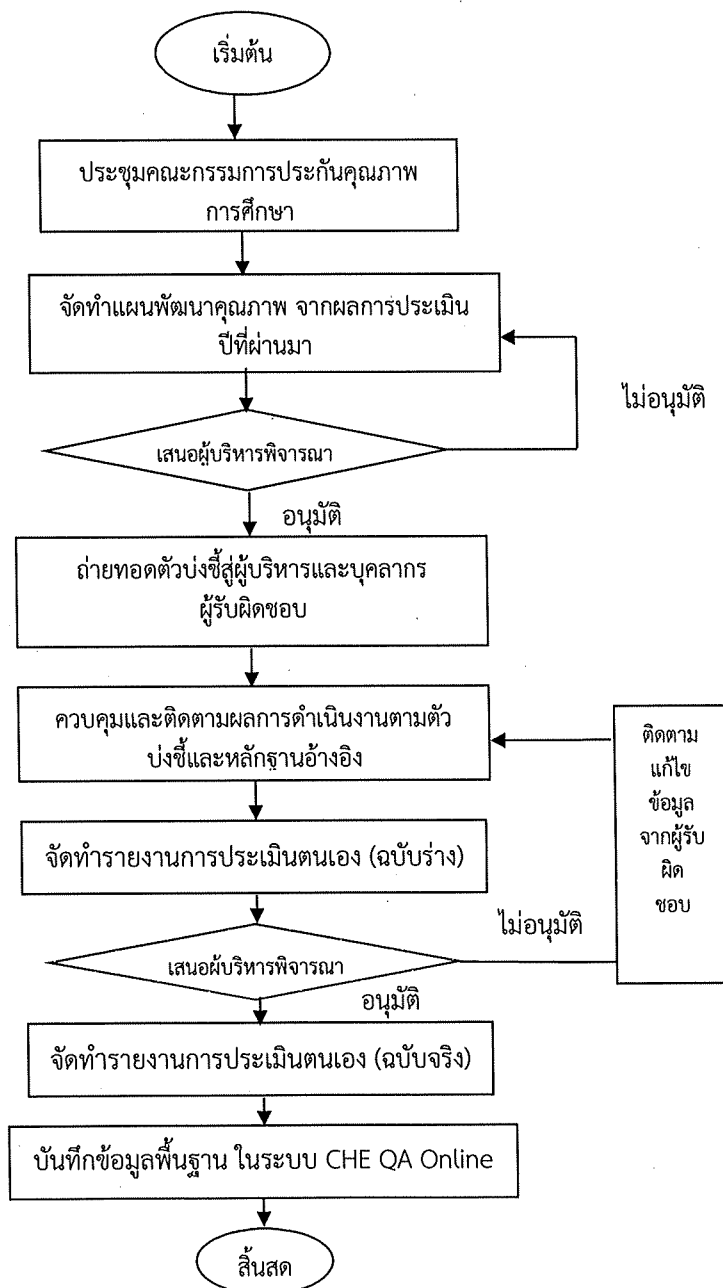 เริ่มต้น
ประชุมคณะกรรมการประกันคุณภาพ
การศึกษา
จัดทำแผนพัฒนาคุณภาพ จากผลการประเมิน
ปีที่ผ่านมา
ไม่อนุมัติ
เสนอผู้บริหารพิจารณา
อนุมัติ
ถ่ายทอดตัวบ่งชี้สู่ผู้บริหารและบุคลากร
ผู้รับผิดชอบ
ควบคุมและติดตามผลการดำเนินงานตามตัว
บ่งชี้และหลักฐานอ้างอิง
ติดตาม
แก้ไข
ข้อมูล
จากผู้รับ
ผิด
ชอบ
จัดทำรายงานการประเมินตนเอง (ฉบับร่าง)
ไม่อนุมัติ
เสนอผู้บริหารพิจารณา
อนุมัติ
จัดทำรายงานการประเมินตนเอง (ฉบับจริง)
บันทึกข้อมูลพื้นฐาน ในระบบ CHE QA Online
สิ้นสุด